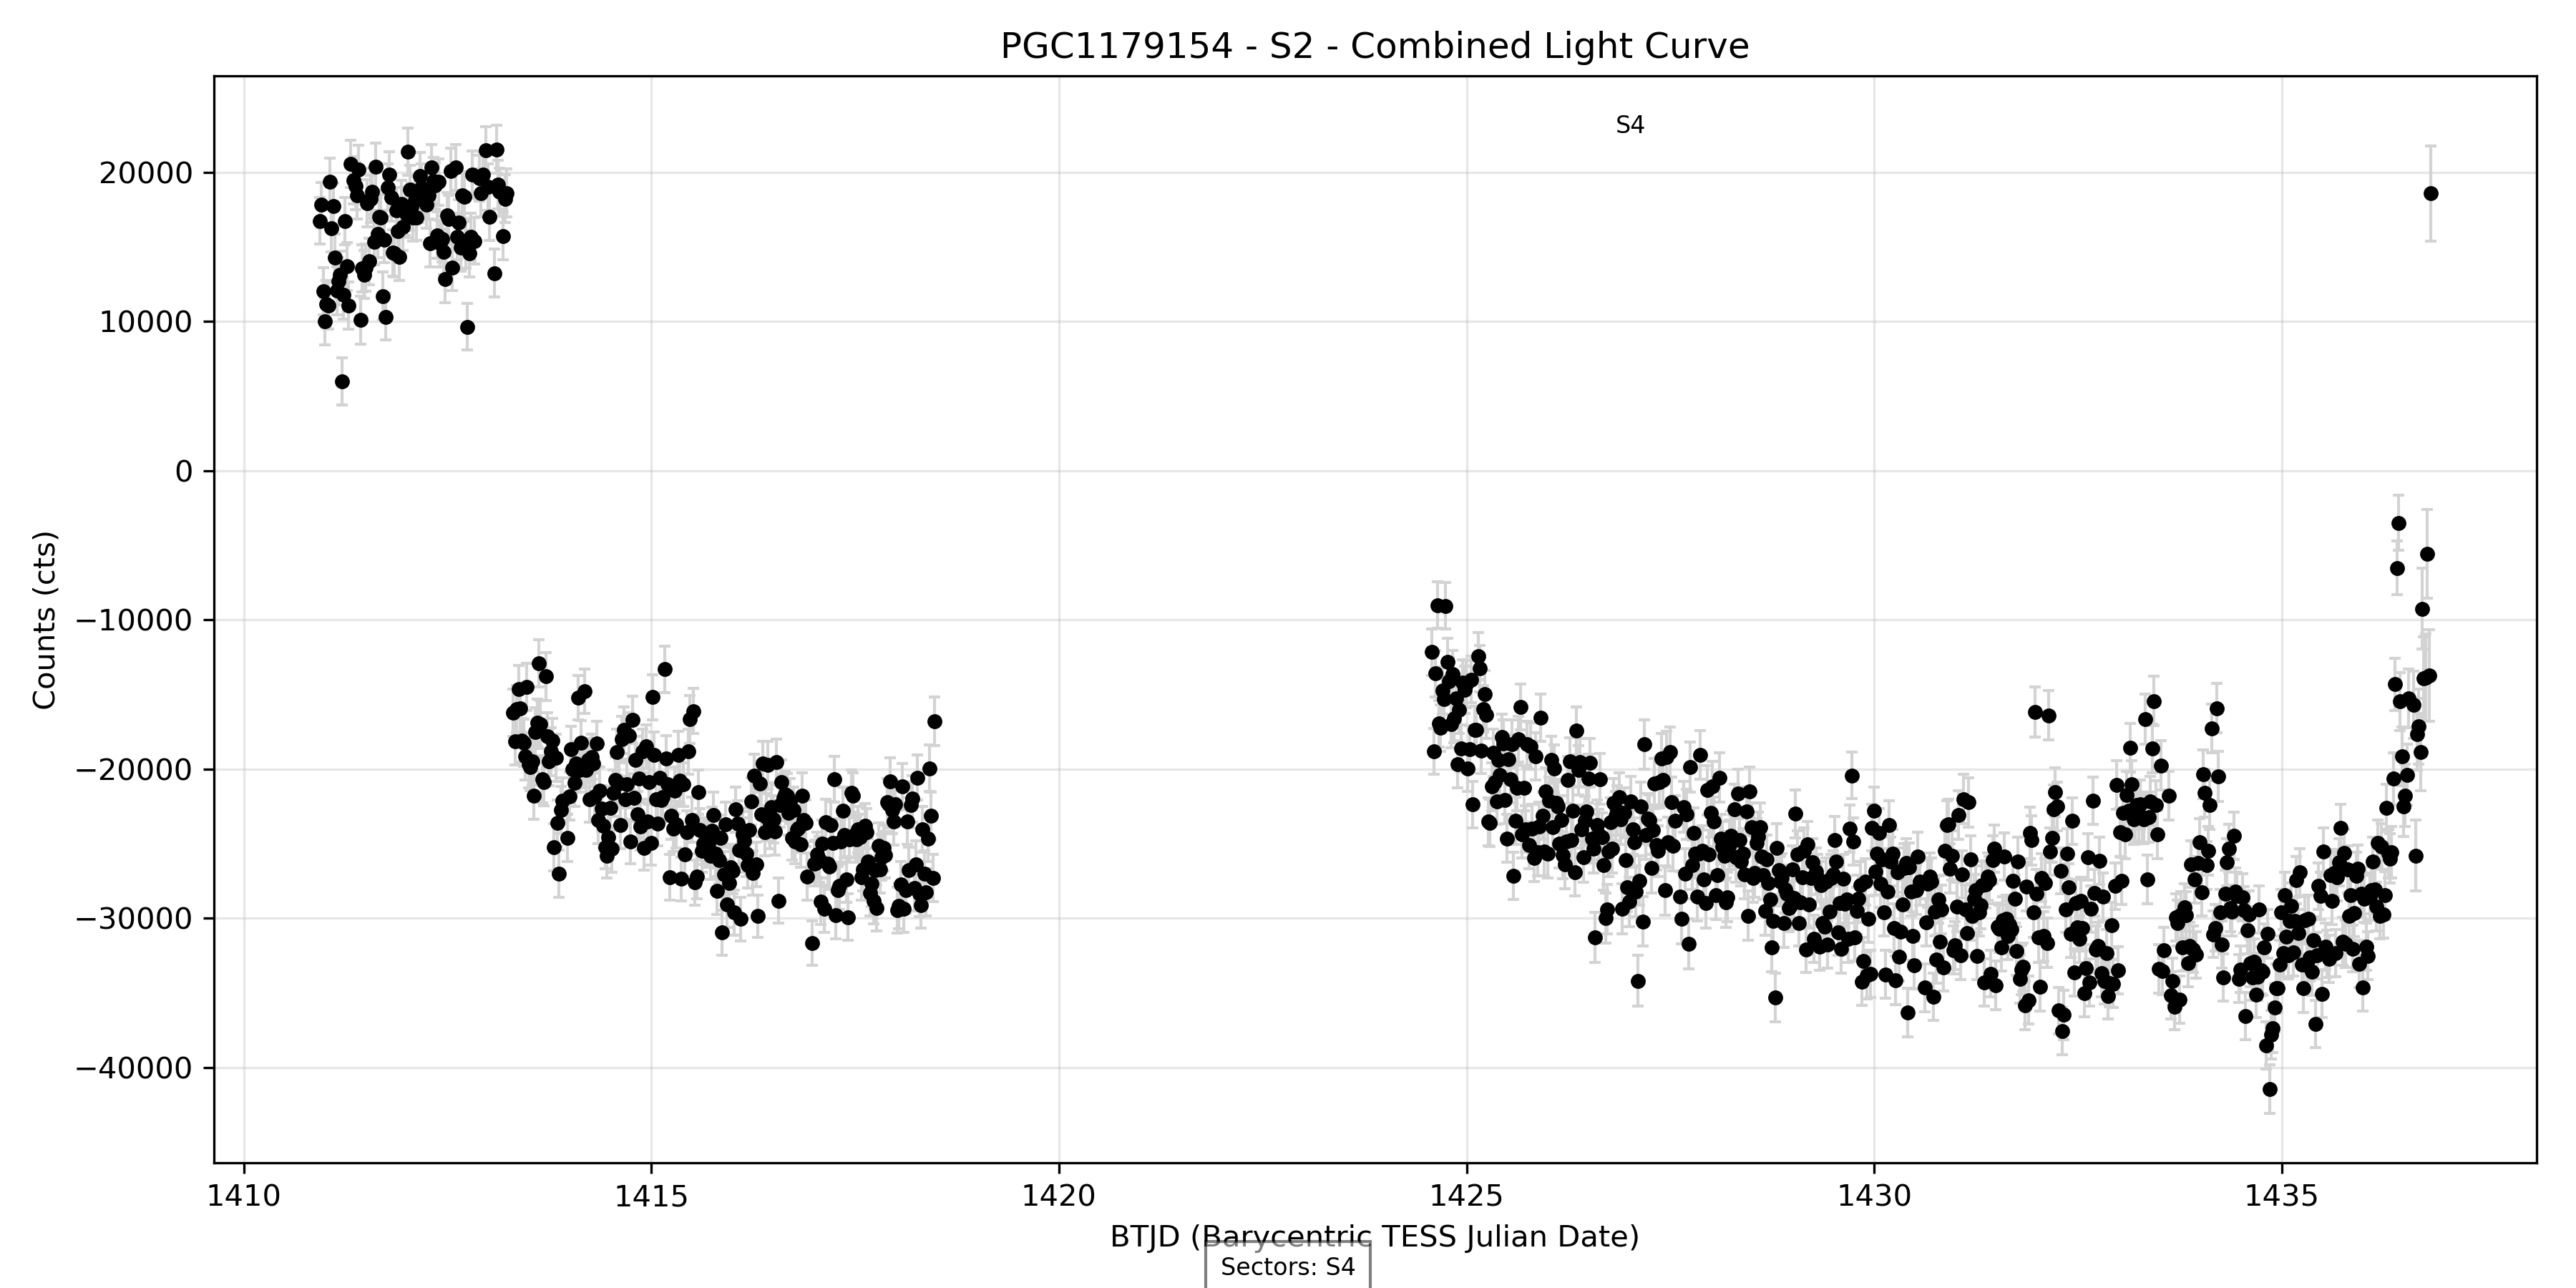 PGC1179154 - S2 - Combined Light Curve
S4
20000
10000
0
−10000
−20000
−30000
−40000
Counts (cts)
1410 1415 1420 1425 1430 1435
BTJD (Barycentric TESS Julian Date)
Sectors: S4